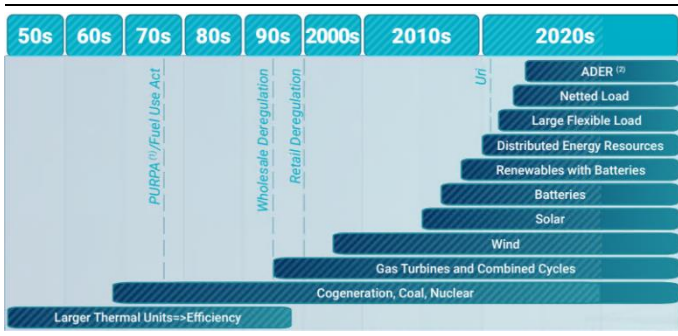 50s 60s 70s 80s 90s 2000s 2010s 2020s
PURPA (1)/Fuel Use Act
Wholesale Deregulation
Retail Deregulation
Uri
ADER (2)
Netted Load
Large Flexible Load
Distributed Energy Resources
Renewables with Batteries
Batteries
Solar
Wind
Gas Turbines and Combined Cycles
Cogeneration, Coal, Nuclear
Larger Thermal Units=>Efficiency